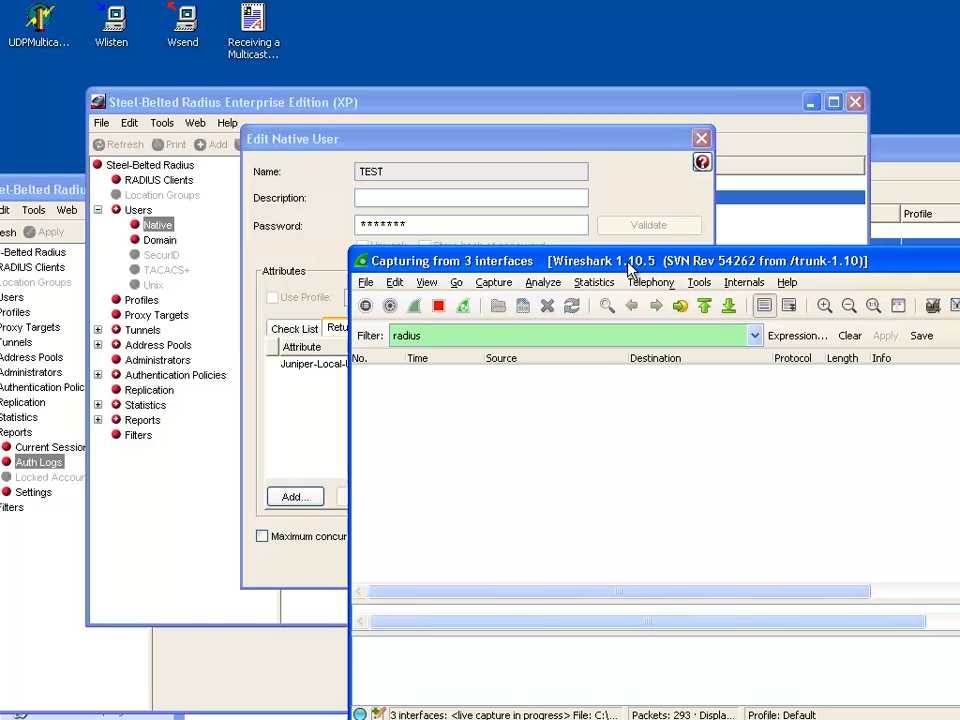 UDPMultica...
Wlisten
Wsend
Receiving a
Multicast...
Steel-Belted Radius Enterprise Edition (XP)
File Edit Tools Web Help
Refresh Print Add
Steel-Belted Radius
RADIUS Clients
Location Groups
Users
Native
Domain
SecurID
TACACS+
Unix
Profiles
Proxy Targets
Tunnels
Address Pools
Administrators
Authentication Policies
Replication
Statistics
Reports
Filters
Edit Native User
Name: TEST
Description:
Password: *******
Validate
Attributes
Use Profile:
Check List Retu
Attribute
Juniper-Local-U
Add...
Maximum concur
Capturing from 3 interfaces [Wireshark 1.10.5 (SVN Rev 54262 from /trunk-1.10)]
File Edit View Go Capture Analyze Statistics Telephony Tools Internals Help
Filter: radius Expression... Clear Apply Save
No. Time Source Destination Protocol Length Info
3 interfaces: <live capture in progress> File: C:\... Packets: 293 · Displa... Profile: Default
Steel-Belted Radiu
dit Tools Web
esh Apply
eel-Belted Radius
RADIUS Clients
ocation Groups
Users
rofiles
roxy Targets
unnels
ddress Pools
dministrators
uthentication Polic
eplication
tatistics
eports
Current Session
Auth Logs
Locked Accour
Settings
ilters
Profile